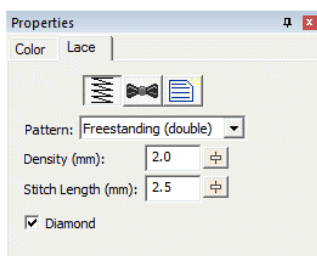 Properties
Color Lace
Pattern: Freestanding (double)
Density (mm): 2.0
Stitch Length (mm): 2.5
Diamond